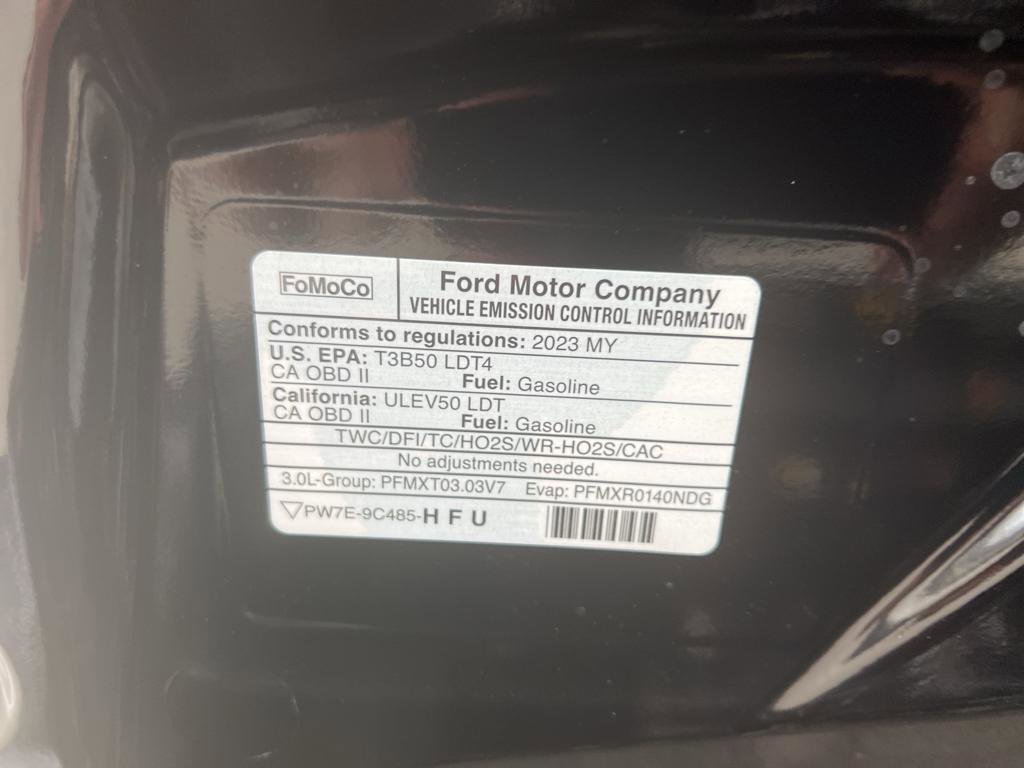 FoMoCo
Ford Motor Company
VEHICLE EMISSION CONTROL INFORMATION
Conforms to regulations: 2023 MY
U.S. EPA: T3B50 LDT4
CA OBD II Fuel: Gasoline
California: ULEV50 LDT
CA OBD II Fuel: Gasoline
TWC/DFI/TC/HO2S/WR-HO2S/CAC
No adjustments needed.
3.0L-Group: PFMXT03.03V7 Evap: PFMXR0140NDG
PW7E-9C485-H F U